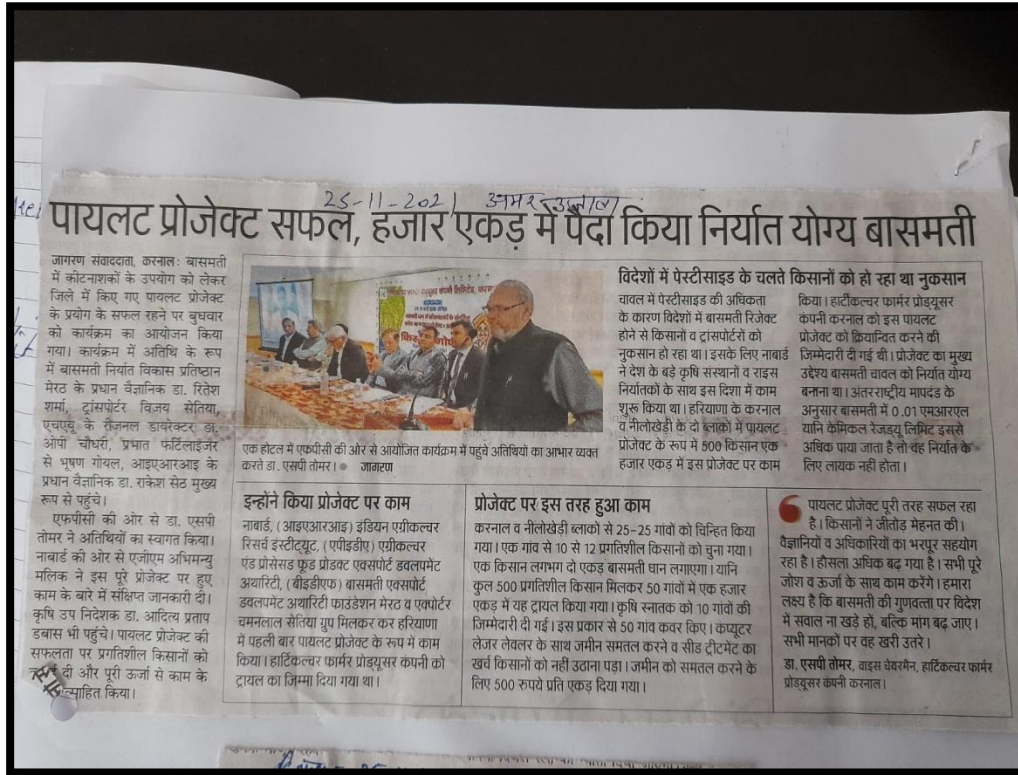 25-11-2021 अमर उजाला
पायलट प्रोजेक्ट सफल, हजार एकड़ में पैदा किया निर्यात योग्य बासमती
जागरण संवाददाता, करनाल: बासमती
में कीटनाशकों के उपयोग को लेकर
जिले में किए गए पायलट प्रोजेक्ट
के प्रयोग के सफल रहने पर बुधवार
को कार्यक्रम का आयोजन किया
गया। कार्यक्रम में अतिथि के रूप
में बासमती निर्यात विकास प्रतिष्ठान
मेरठ के प्रधान वैज्ञानिक डा. रितेश
शर्मा, ट्रांसपोर्टर विजय सेतिया,
एचएयू के रीजनल डायरेक्टर डा.
ओपी चौधरी, प्रभात फर्टिलाइजर
से भूषण गोयल, आइएआरआइ के
प्रधान वैज्ञानिक डा. राकेश सेठ मुख्य
रूप से पहुंचे।
एफपीसी की ओर से डा. एसपी
तोमर ने अतिथियों का स्वागत किया।
नाबार्ड की ओर से एजीएम अभिमन्यु
मलिक ने इस पूरे प्रोजेक्ट पर हुए
काम के बारे में संक्षिप्त जानकारी दी।
कृषि उप निदेशक डा. आदित्य प्रताप
डबास भी पहुंचे। पायलट प्रोजेक्ट की
सफलता पर प्रगतिशील किसानों को
दी और पूरी ऊर्जा से काम के
त्साहित किया।
एक होटल में एफपीसी की ओर से आयोजित कार्यक्रम में पहुंचे अतिथियों का आभार व्यक्त
करते डा. एसपी तोमर। ● जागरण
विदेशों में पेस्टीसाइड के चलते किसानों को हो रहा था नुकसान
चावल में पेस्टीसाइड की अधिकता
के कारण विदेशों में बासमती रिजेक्ट
होने से किसानों व ट्रासपोर्टरों को
नुकसान हो रहा था। इसके लिए नाबार्ड
ने देश के बड़े कृषि संस्थानों व राइस
निर्यातकों के साथ इस दिशा में काम
शुरू किया था। हरियाणा के करनाल
व नीलोखेड़ी के दो ब्लाकों में पायलट
प्रोजेक्ट के रूप में 500 किसान एक
हजार एकड़ में इस प्रोजेक्ट पर काम
किया। हार्टीकल्चर फार्मर प्रोड्यूसर
कंपनी करनाल को इस पायलट
प्रोजेक्ट को क्रियान्वित करने की
जिम्मेदारी दी गई थी। प्रोजेक्ट का मुख्य
उद्देश्य बासमती चावल को निर्यात योग्य
बनाना था। अंतरराष्ट्रीय मापदंड के
अनुसार बासमती में 0.01 एमआरएल
यानि केमिकल रेजड्यू लिमिट इससे
अधिक पाया जाता है तो वह निर्यात के
लिए लायक नहीं होता।
इन्होंने किया प्रोजेक्ट पर काम
नाबार्ड, (आइएआरआइ) इंडियन एग्रीकल्चर
रिसर्च इंस्टीट्यूट, (एपीइडीए) एग्रीकल्चर
एंड प्रोसेसड फूड प्रोडक्ट एक्सपोर्ट डवलपमेंट
अथारिटी, (बीइडीएफ) बासमती एक्सपोर्ट
डवलपमेंट अथारिटी फाउंडेशन मेरठ व एक्पोर्टर
चमनलाल सेतिया ग्रुप मिलकर कर हरियाणा
में पहली बार पायलट प्रोजेक्ट के रूप में काम
किया। हार्टिकल्चर फार्मर प्रोड्यूसर कंपनी को
ट्रायल का जिम्मा दिया गया था।
प्रोजेक्ट पर इस तरह हुआ काम
करनाल व नीलोखेड़ी ब्लाकों से 25-25 गांवों को चिन्हित किया
गया। एक गांव से 10 से 12 प्रगतिशील किसानों को चुना गया।
एक किसान लगभग दो एकड़ बासमती धान लगाएगा। यानि
कुल 500 प्रगतिशील किसान मिलकर 50 गांवों में एक हजार
एकड़ में यह ट्रायल किया गया। कृषि स्नातक को 10 गांवों की
जिम्मेदारी दी गई। इस प्रकार से 50 गांव कवर किए। कंप्यूटर
लेजर लेवलर के साथ जमीन समतल करने व सीड ट्रीटमेंट का
खर्च किसानों को नहीं उठाना पड़ा। जमीन को समतल करने के
लिए 500 रुपये प्रति एकड़ दिया गया।
पायलट प्रोजेक्ट पूरी तरह सफल रहा
है। किसानों ने जीतोड़ मेहनत की।
वैज्ञानियों व अधिकारियों का भरपूर सहयोग
रहा है। हौसला अधिक बढ़ गया है। सभी पूरे
जोश व ऊर्जा के साथ काम करेंगे। हमारा
लक्ष्य है कि बासमती की गुणवत्ता पर विदेश
में सवाल ना खड़े हों, बल्कि मांग बढ़ जाए।
सभी मानकों पर वह खरी उतरे।
डा. एसपी तोमर, वाइस चेयरमैन, हार्टिकल्चर फार्मर
प्रोड्यूसर कंपनी करनाल।